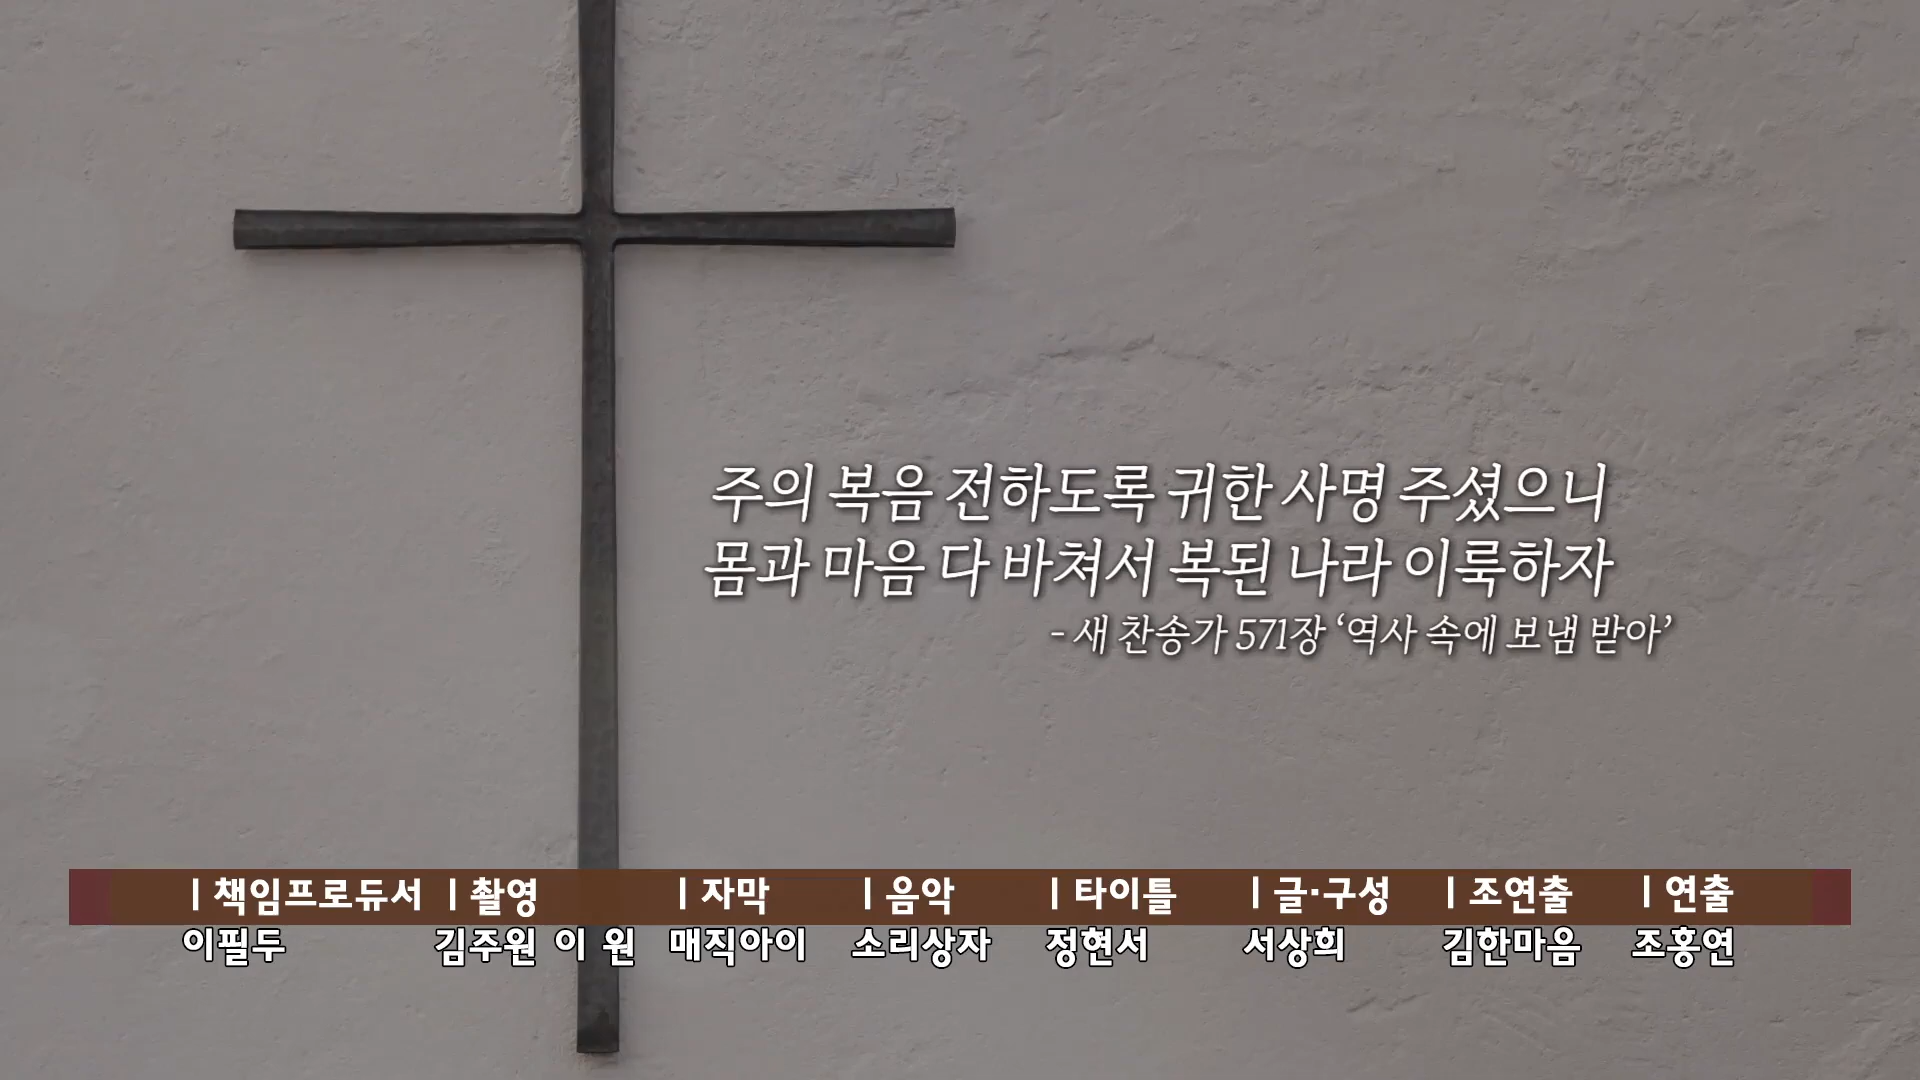 주의 복음 전하도록 귀한 사명 주셨으니
몸과 마음 다 바쳐서 복된 나라 이룩하자
- 새 찬송가 571장 ‘역사 속에 보냄 받아’
| 책임프로듀서 | 촬영 | 자막 | 음악 | 타이틀 | 글·구성 | 조연출 | 연출
이필두 김주원 이 원 매직아이 소리상자 정현서 서상희 김한마음 조홍연